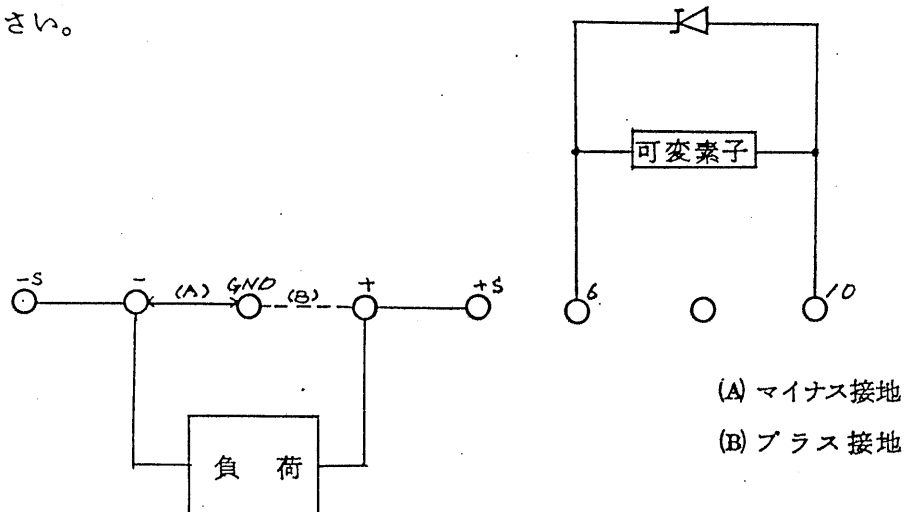 さい。
可変素子
-S - (A) GND (B) + +S
6 10
負荷
(A) マイナス接地
(B) プラス接地